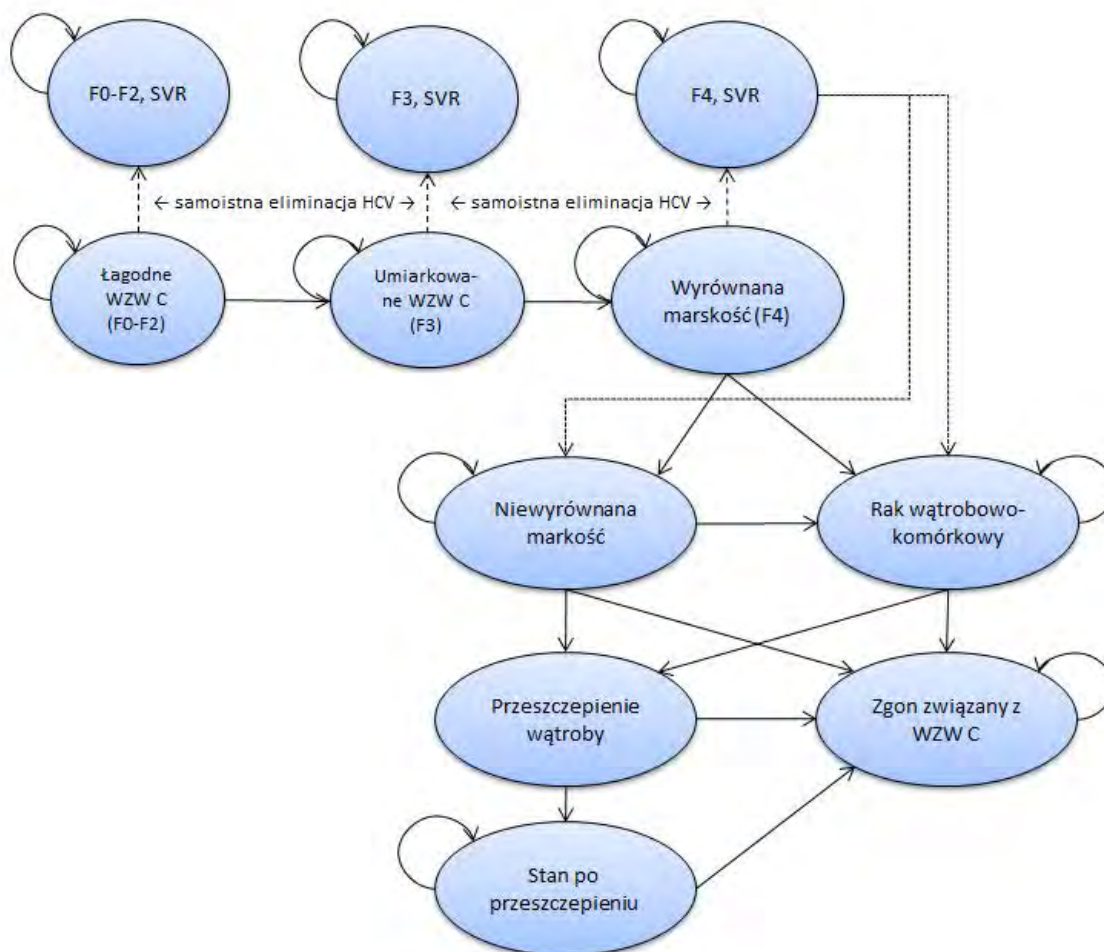 F0-F2, SVR
F3, SVR
F4, SVR
← samoistna eliminacja HCV →
← samoistna eliminacja HCV →
Łagodne
WZW C
(F0-F2)
Umiarkowa-
ne WZW C
(F3)
Wyrównana
marskość (F4)
Niewyrównana
markość
Rak wątrobowo-
komórkowy
Przeszczepienie
wątroby
Zgon związany z
WZW C
Stan po
przeszczepieniu